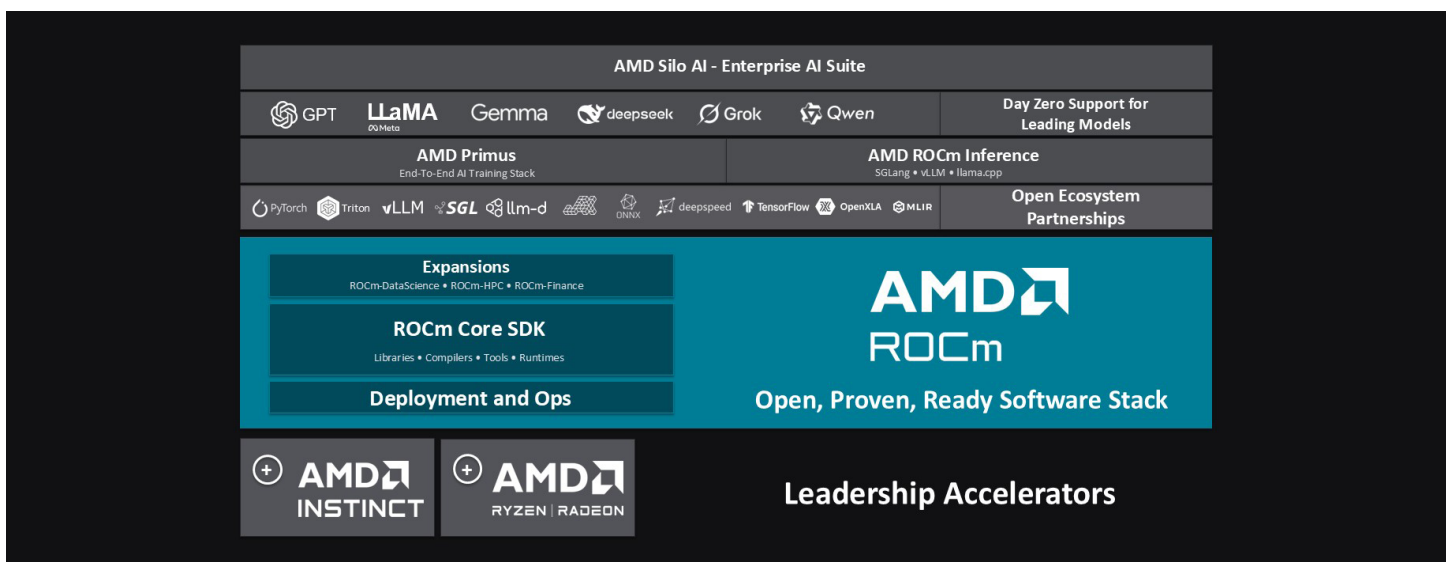 AMD Silo AI - Enterprise AI Suite
GPT
LLaMA
Meta
Gemma
deepseek
Grok
Qwen
Day Zero Support for
Leading Models
AMD Primus
End-To-End AI Training Stack
AMD ROCm Inference
SGLang • vLLM • llama.cpp
PyTorch
Triton
vLLM
SGL
llm-d
ONNX
deepspeed
TensorFlow
OpenXLA
MLIR
Open Ecosystem
Partnerships
Expansions
ROCm-DataScience • ROCm-HPC • ROCm-Finance
ROCm Core SDK
Libraries • Compilers • Tools • Runtimes
Deployment and Ops
AMD
ROCm
Open, Proven, Ready Software Stack
AMD
INSTINCT
AMD
RYZEN | RADEON
Leadership Accelerators